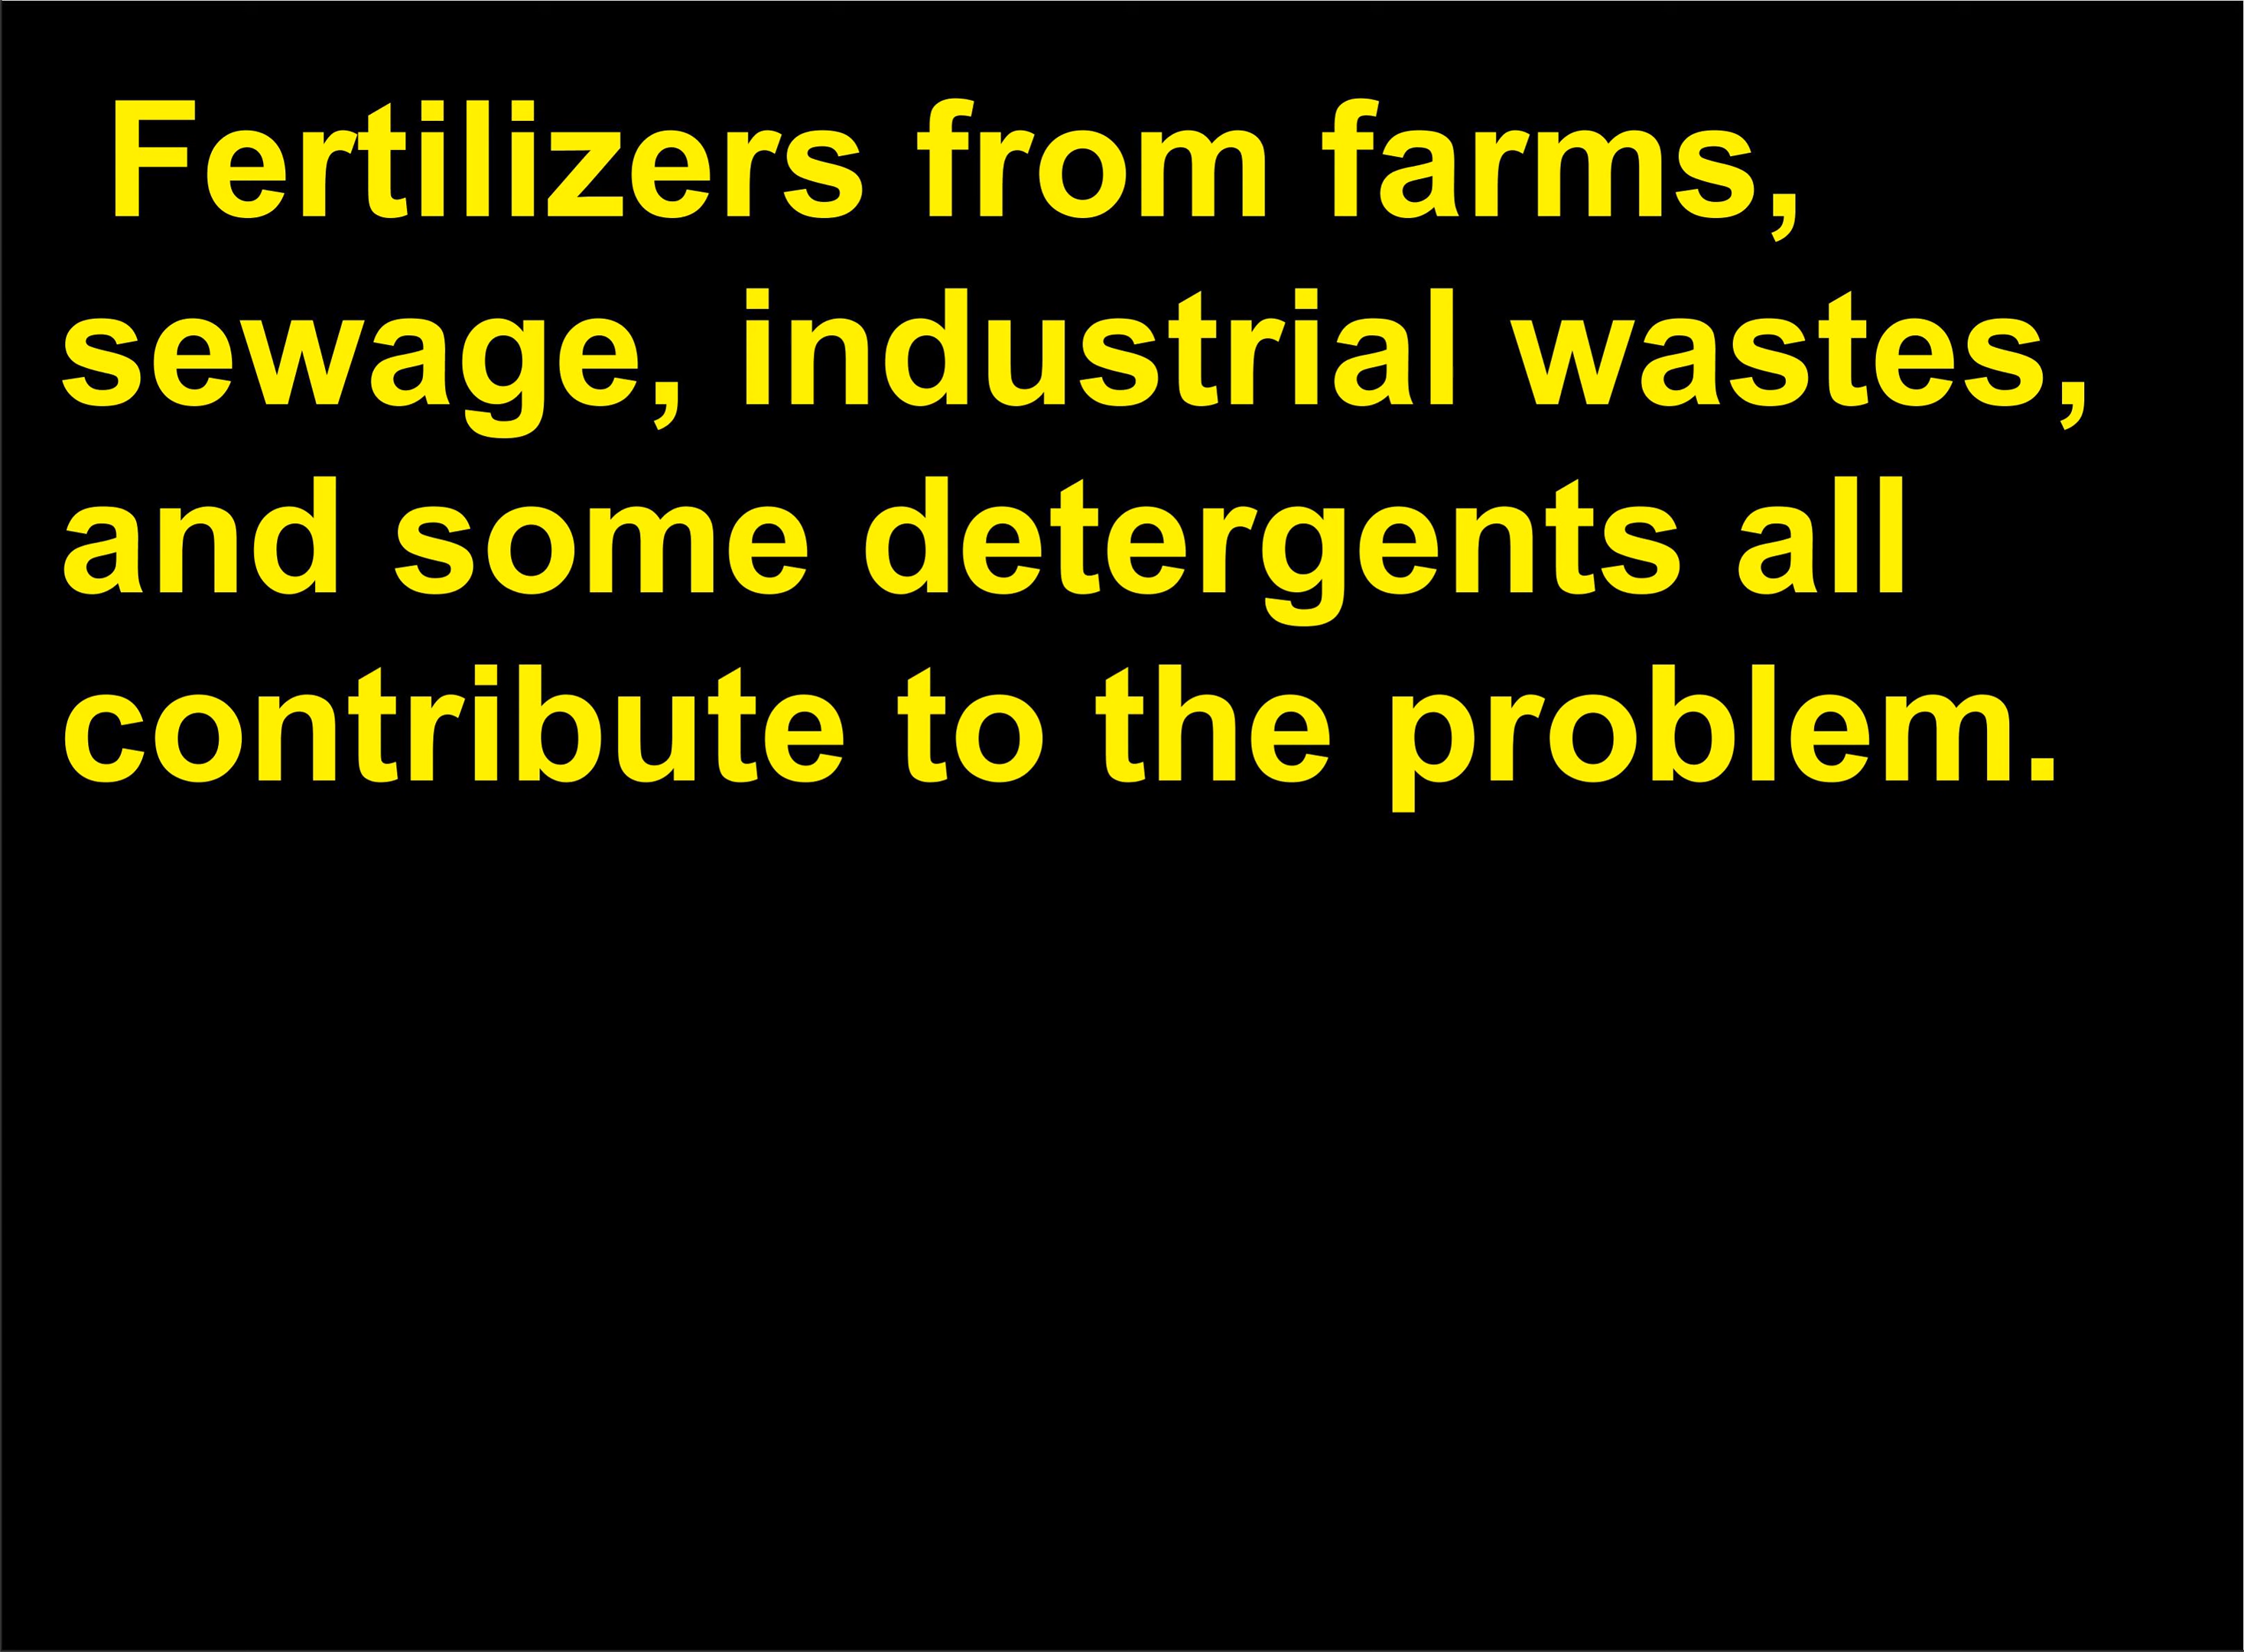 Fertilizers from farms,
sewage, industrial wastes,
and some detergents all
contribute to the problem.